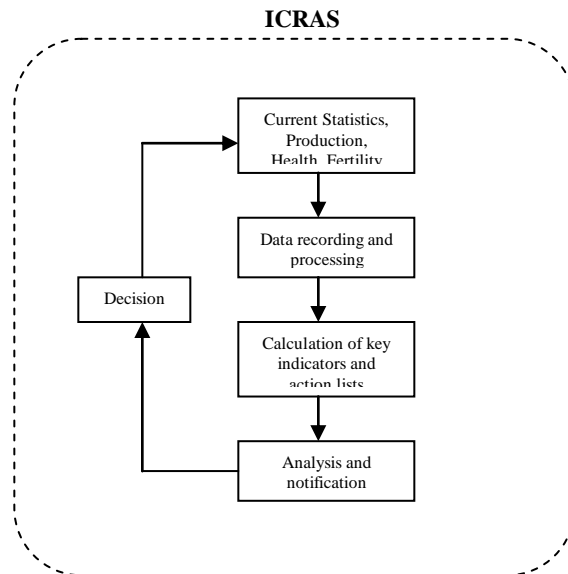 ICRAS
Current Statistics,
Production,
Health, Fertility
Data recording and
processing
Decision
Calculation of key
indicators and
action lists
Analysis and
notification